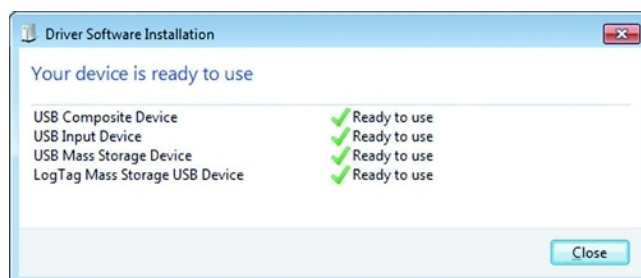 Driver Software Installation
Your device is ready to use
USB Composite Device Ready to use
USB Input Device Ready to use
USB Mass Storage Device Ready to use
LogTag Mass Storage USB Device Ready to use
Close